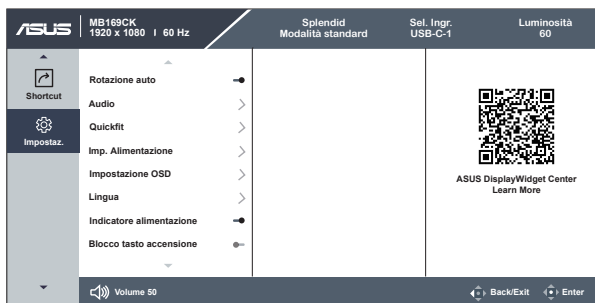 ASUS
MB169CK
1920 x 1080 I 60 Hz
Splendid
Modalità standard
Sel. Ingr.
USB-C-1
Luminosità
60
Shortcut
Impostaz.
Rotazione auto
Audio
Quickfit
Imp. Alimentazione
Impostazione OSD
Lingua
Indicatore alimentazione
Blocco tasto accensione
ASUS DisplayWidget Center
Learn More
Volume 50
Back/Exit
Enter